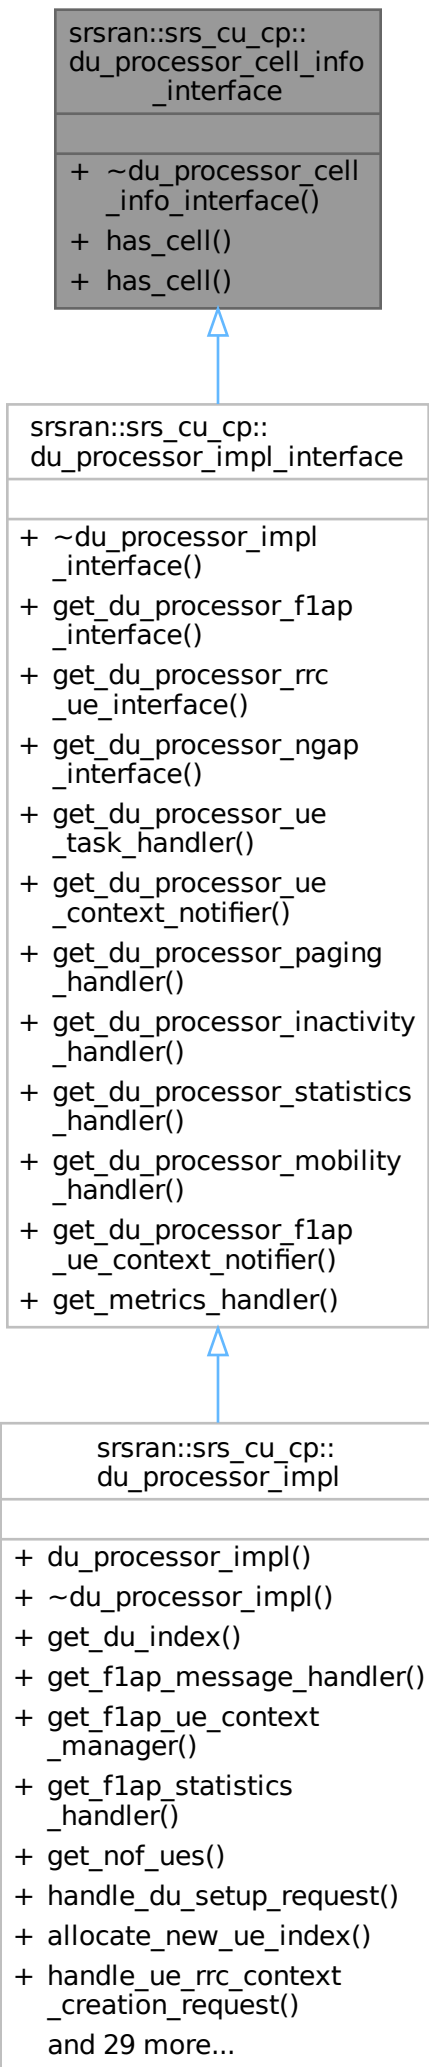 srsran::srs_cu_cp::
du_processor_cell_info
_interface
+ ~du_processor_cell
_info_interface()
+ has_cell()
+ has_cell()
srsran::srs_cu_cp::
du_processor_impl_interface
+ ~du_processor_impl
_interface()
+ get_du_processor_f1ap
_interface()
+ get_du_processor_rrc
_ue_interface()
+ get_du_processor_ngap
_interface()
+ get_du_processor_ue
_task_handler()
+ get_du_processor_ue
_context_notifier()
+ get_du_processor_paging
_handler()
+ get_du_processor_inactivity
_handler()
+ get_du_processor_statistics
_handler()
+ get_du_processor_mobility
_handler()
+ get_du_processor_f1ap
_ue_context_notifier()
+ get_metrics_handler()
srsran::srs_cu_cp::
du_processor_impl
+ du_processor_impl()
+ ~du_processor_impl()
+ get_du_index()
+ get_f1ap_message_handler()
+ get_f1ap_ue_context
_manager()
+ get_f1ap_statistics
_handler()
+ get_nof_ues()
+ handle_du_setup_request()
+ allocate_new_ue_index()
+ handle_ue_rrc_context
_creation_request()
and 29 more...